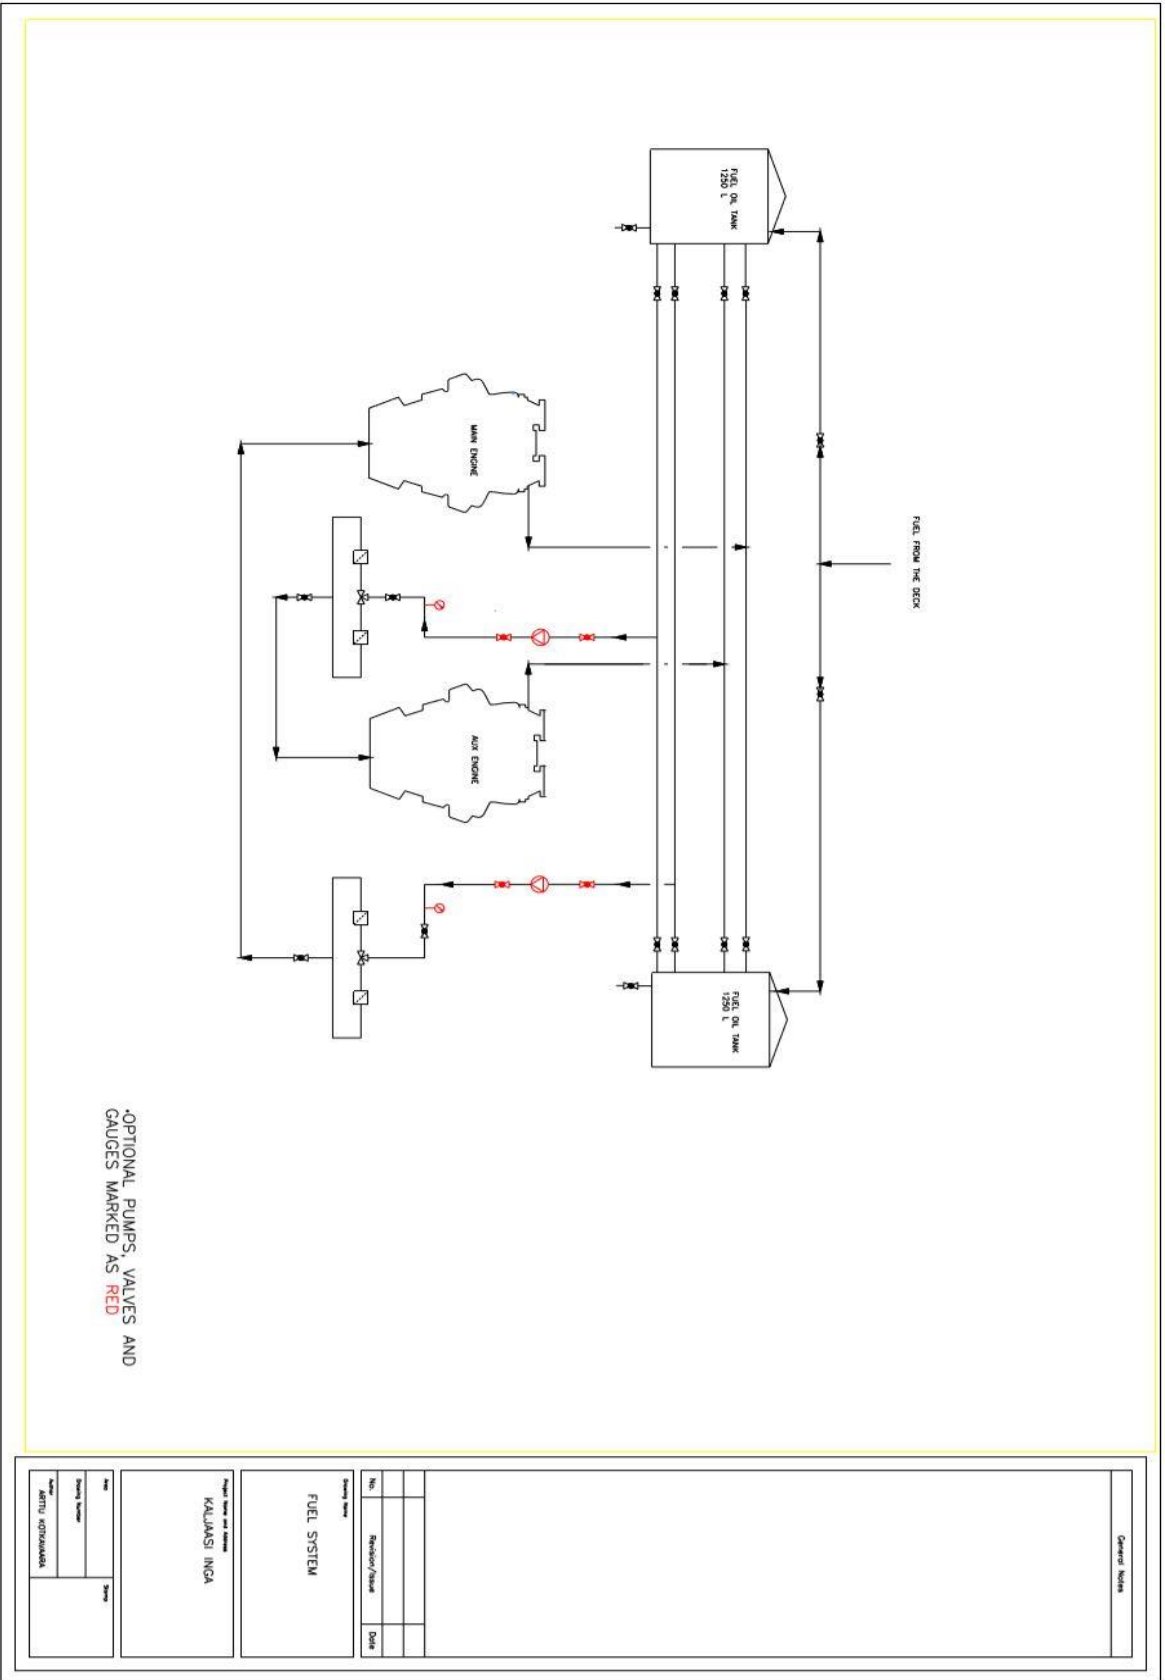 FUEL FROM THE DECK
FUEL OIL TANK
1250 L
FUEL OIL TANK
1250 L
MAIN ENGINE
AUX ENGINE
•OPTIONAL PUMPS, VALVES AND
GAUGES MARKED AS RED
General Notes
No.
Revision/Issue
Date
Drawing Name
FUEL SYSTEM
Project Name and Address
KALJAASI INGA
Area
Stamp
Drawing Number
Author
ARTTU KOTKAVAARA